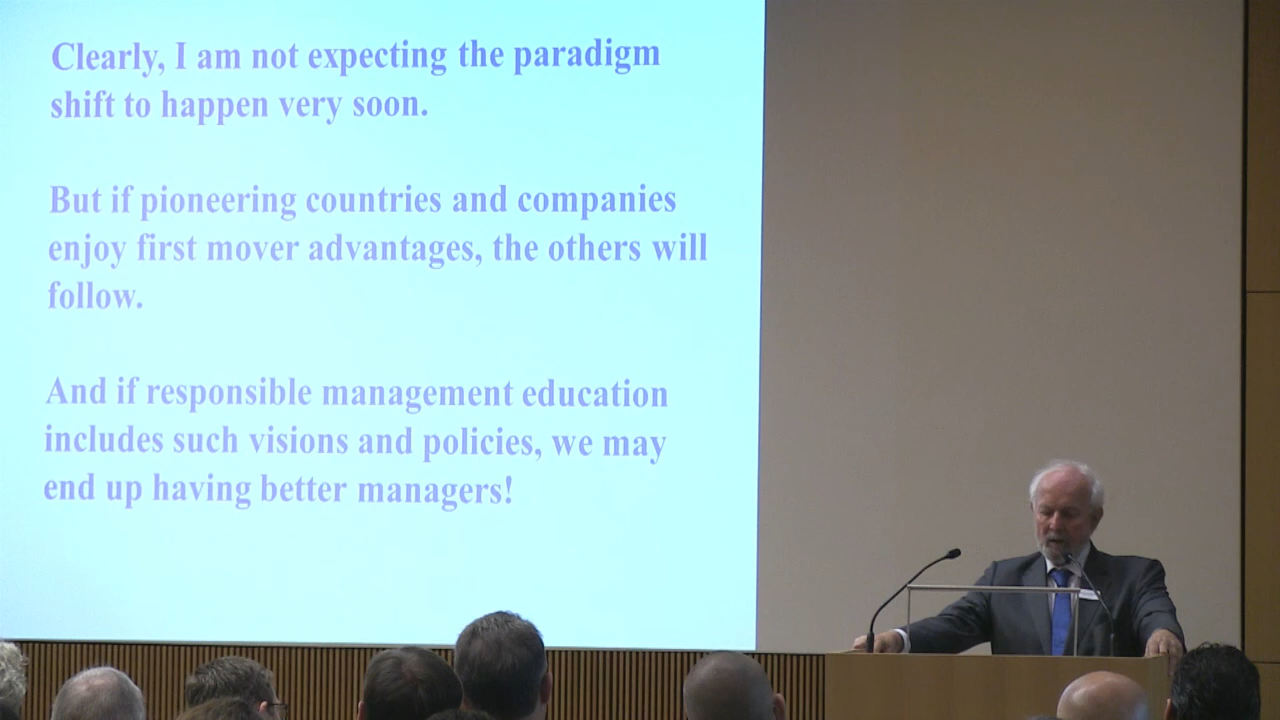 Clearly, I am not expecting the paradigm
shift to happen very soon.
But if pioneering countries and companies
enjoy first mover advantages, the others will
follow.
And if responsible management education
includes such visions and policies, we may
end up having better managers!